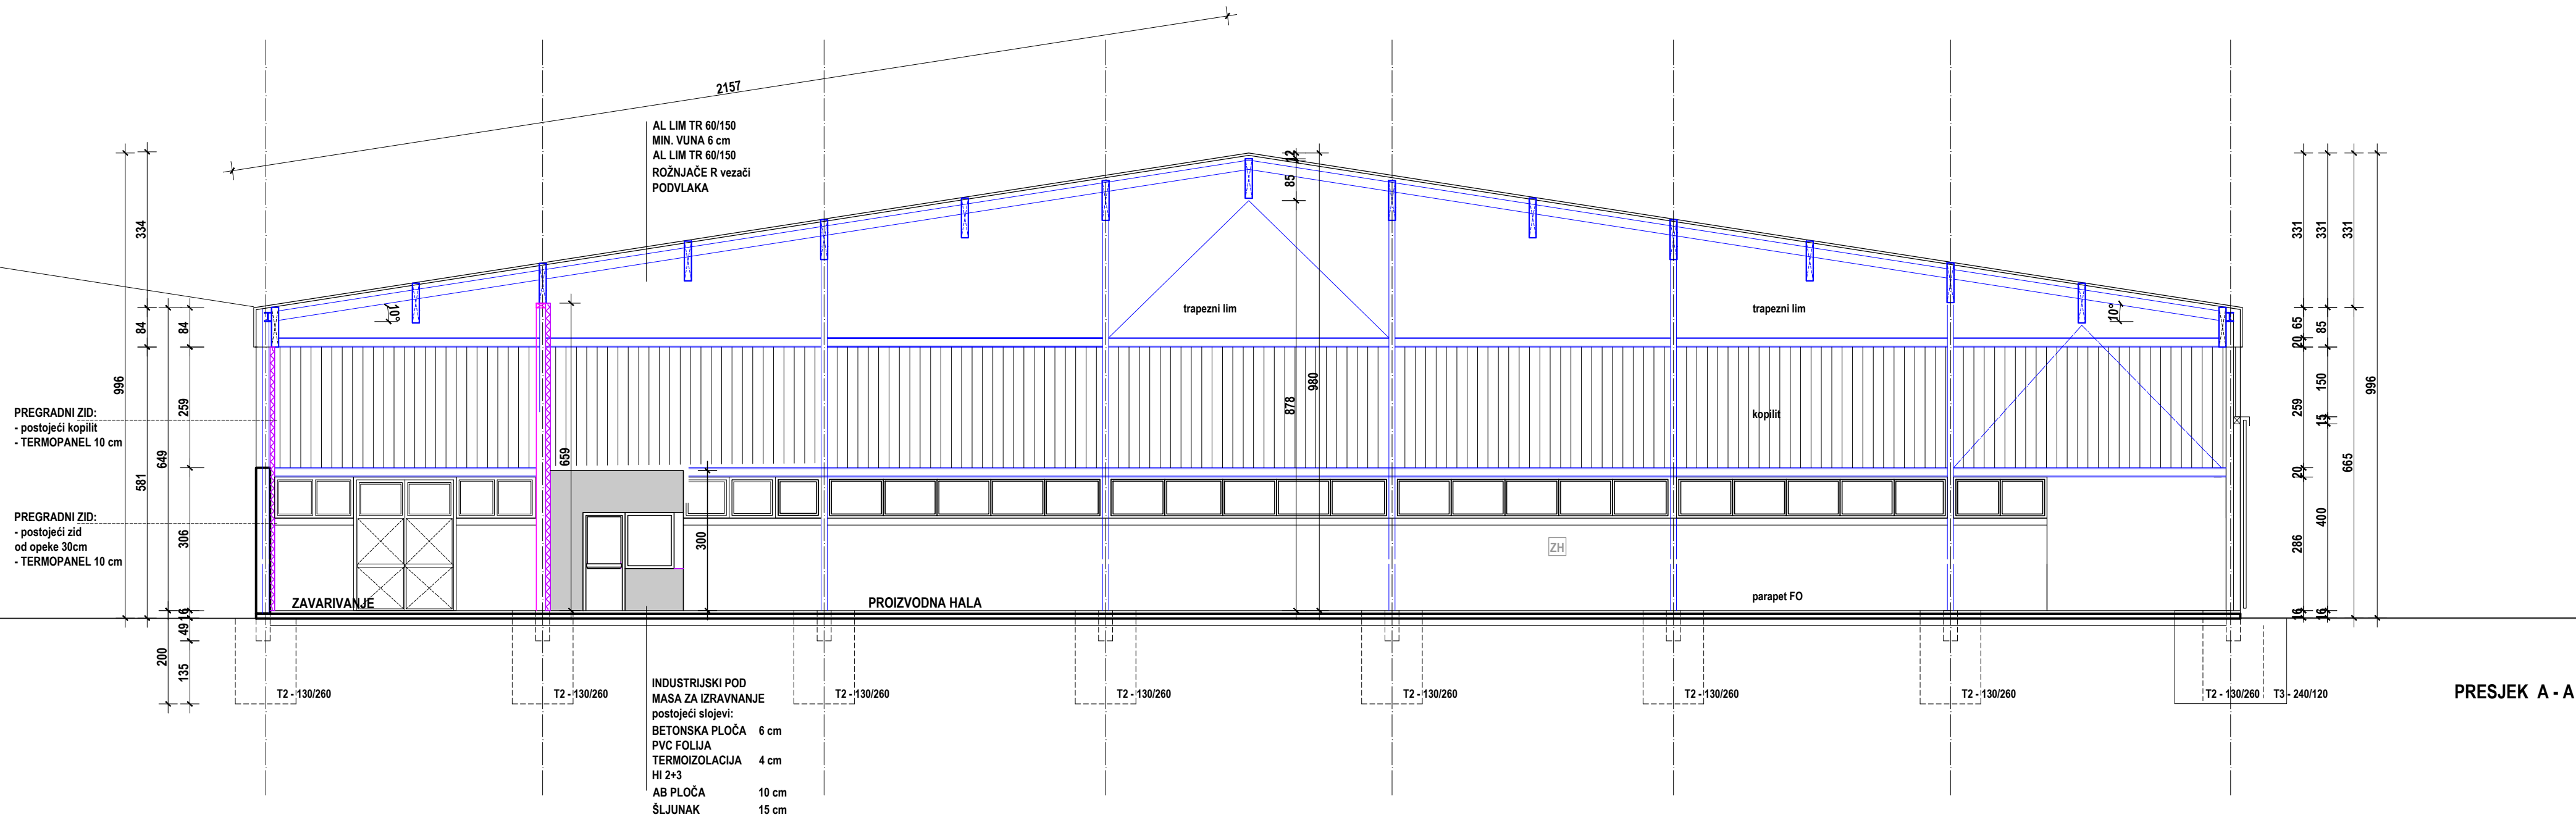 2157
AL LIM TR 60/150
MIN. VUNA 6 cm
AL LIM TR 60/150
ROŽNJAČE R vezači
PODVLAKA
12
85
334
331
331
331
84
84
10°
trapezni lim
trapezni lim
10°
65
85
20
996
259
649
581
980
878
659
kopilit
259
150
15
996
665
PREGRADNI ZID:
- postojeći kopilit
- TERMOPANEL 10 cm
20
400
286
PREGRADNI ZID:
- postojeći zid
od opeke 30cm
- TERMOPANEL 10 cm
306
300
ZH
ZAVARIVANJE
PROIZVODNA HALA
parapet FO
16
16
16
49
200
135
T2 - 130/260
T2 - 130/260
T2 - 130/260
T2 - 130/260
T2 - 130/260
T2 - 130/260
T2 - 130/260
T2 - 130/260
T3 - 240/120
PRESJEK A - A
INDUSTRIJSKI POD
MASA ZA IZRAVNANJE
postojeći slojevi:
BETONSKA PLOČA 6 cm
PVC FOLIJA
TERMOIZOLACIJA 4 cm
HI 2+3
AB PLOČA 10 cm
ŠLJUNAK 15 cm